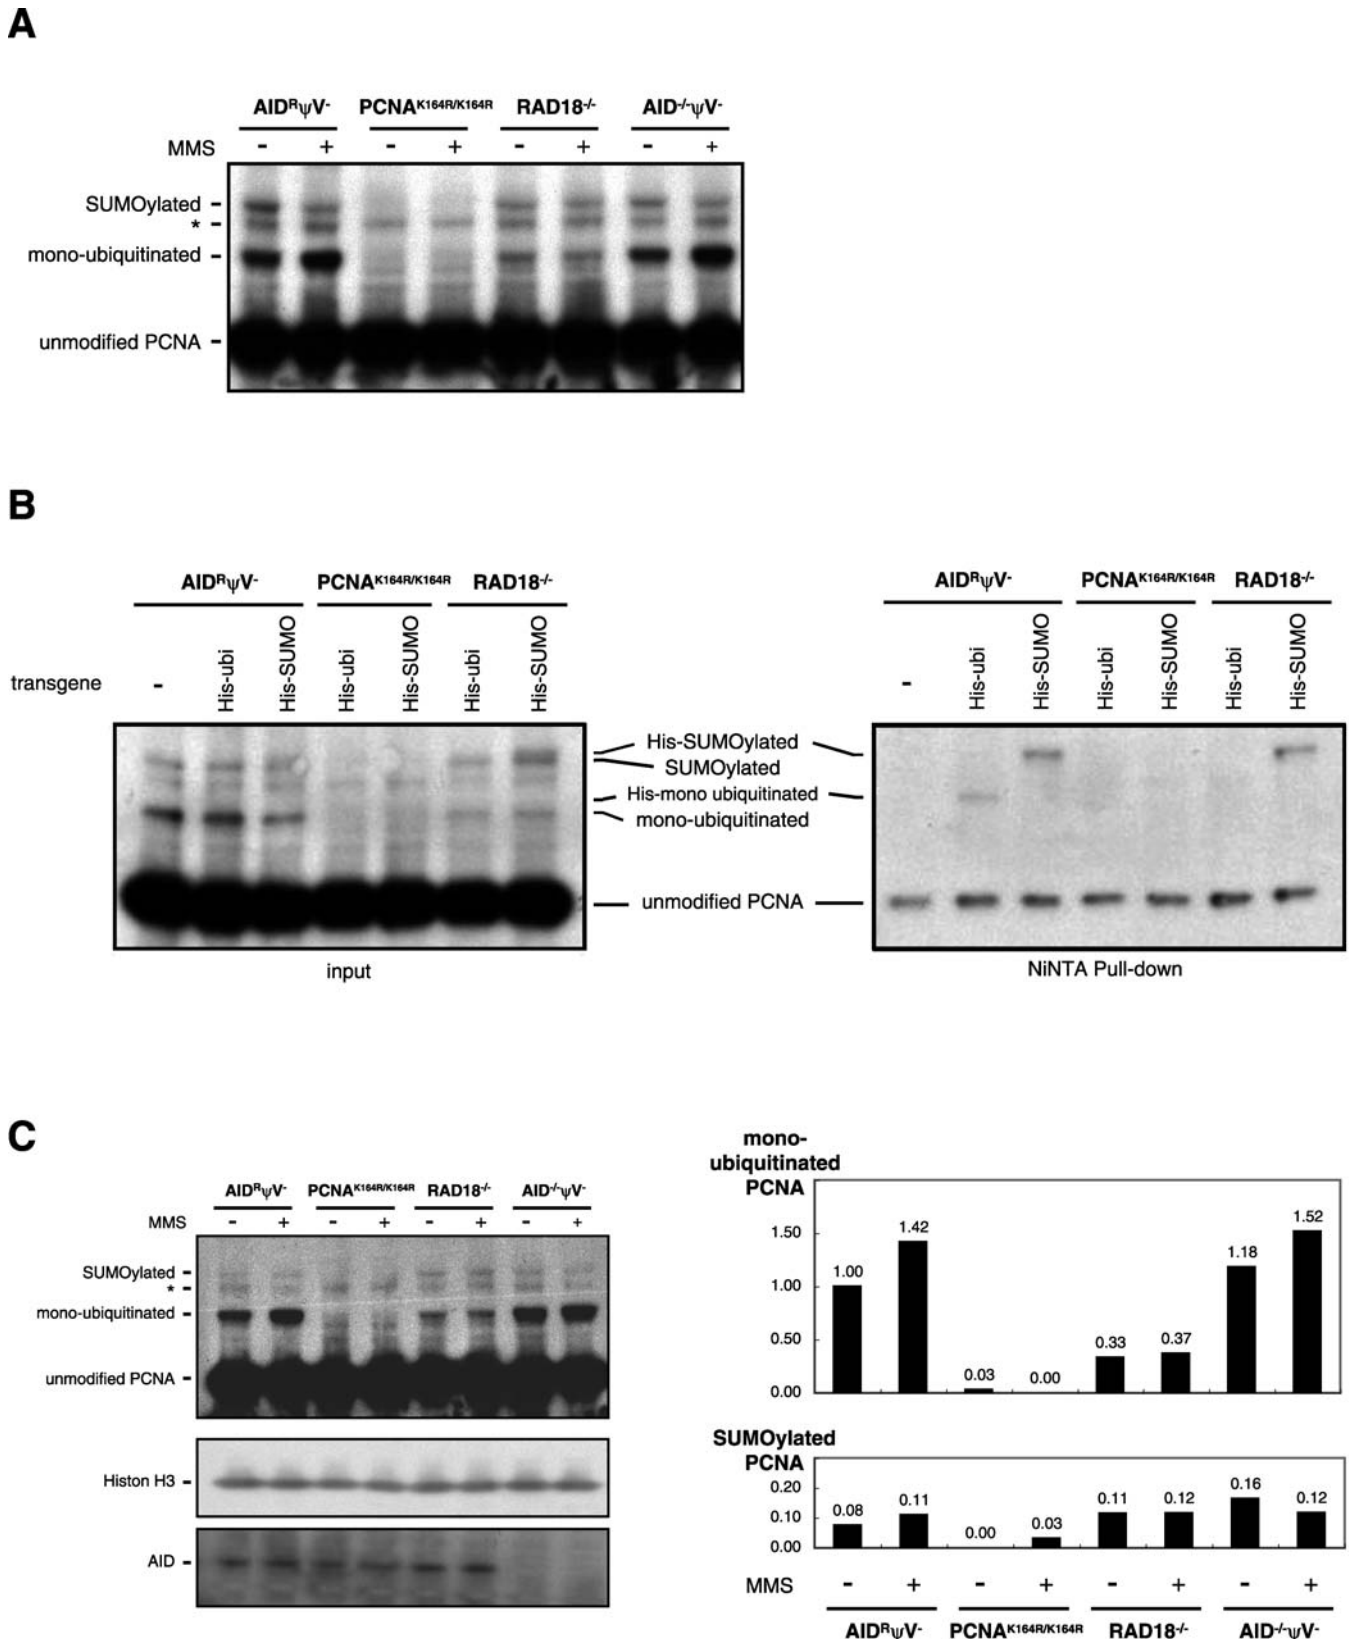 A
AIDᴿψV- PCNAK164R/K164R RAD18-/- AID-/-ψV-
MMS - + - + - + - +
SUMOylated
*
mono-ubiquitinated
unmodified PCNA
B
AIDᴿψV- PCNAK164R/K164R RAD18-/- AIDᴿψV- PCNAK164R/K164R RAD18-/-
transgene - His-ubi His-SUMO His-ubi His-SUMO His-ubi His-SUMO - His-ubi His-SUMO His-ubi His-SUMO His-ubi His-SUMO
His-SUMOylated
SUMOylated
His-mono ubiquitinated
mono-ubiquitinated
unmodified PCNA
input NiNTA Pull-down
C
AIDᴿψV- PCNAK164R/K164R RAD18-/- AID-/-ψV-
MMS - + - + - + - +
SUMOylated
*
mono-ubiquitinated
unmodified PCNA
Histon H3
AID
mono-
ubiquitinated
PCNA
1.50
1.00
0.50
0.00
1.00 1.42 0.03 0.00 0.33 0.37 1.18 1.52
SUMOylated
PCNA
0.20
0.10
0.00
0.08 0.11 0.00 0.03 0.11 0.12 0.16 0.12
MMS - + - + - + - +
AIDᴿψV- PCNAK164R/K164R RAD18-/- AID-/-ψV-